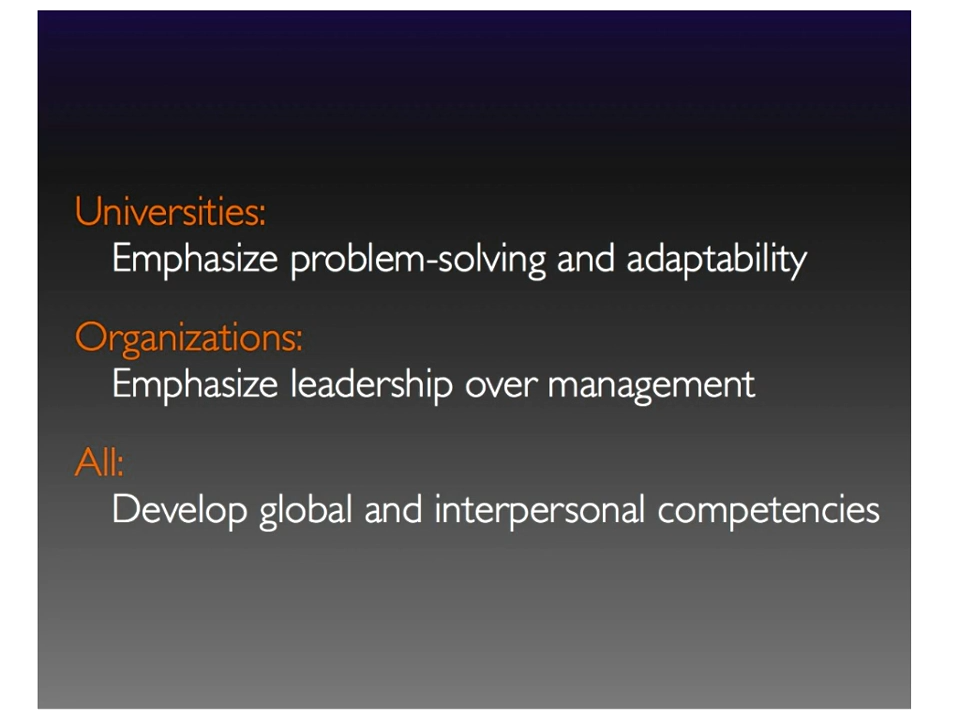 Universities:
Emphasize problem-solving and adaptability
Organizations:
Emphasize leadership over management
All:
Develop global and interpersonal competencies